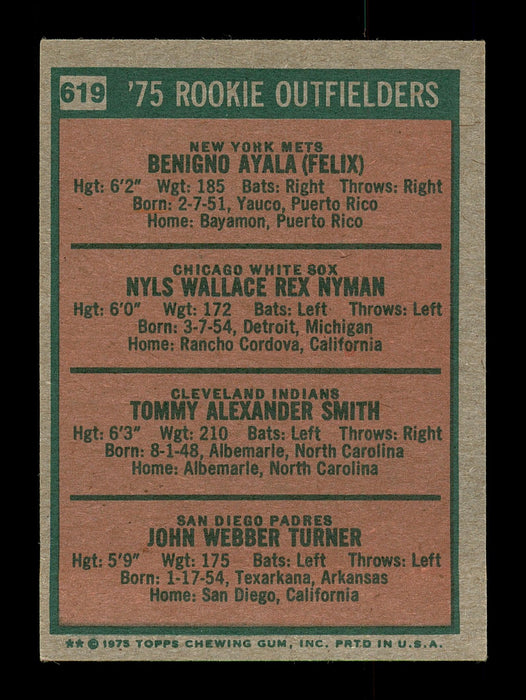 619 '75 ROOKIE OUTFIELDERS
NEW YORK METS
BENIGNO AYALA (FELIX)
Hgt: 6'2" Wgt: 185 Bats: Right Throws: Right
Born: 2-7-51, Yauco, Puerto Rico
Home: Bayamon, Puerto Rico
CHICAGO WHITE SOX
NYLS WALLACE REX NYMAN
Hgt: 6'0" Wgt: 172 Bats: Left Throws: Left
Born: 3-7-54, Detroit, Michigan
Home: Rancho Cordova, California
CLEVELAND INDIANS
TOMMY ALEXANDER SMITH
Hgt: 6'3" Wgt: 210 Bats: Left Throws: Right
Born: 8-1-48, Albemarle, North Carolina
Home: Albemarle, North Carolina
SAN DIEGO PADRES
JOHN WEBBER TURNER
Hgt: 5'9" Wgt: 175 Bats: Left Throws: Left
Born: 1-17-54, Texarkana, Arkansas
Home: San Diego, California
** © 1975 TOPPS CHEWING GUM, INC. PRTD IN U.S.A.